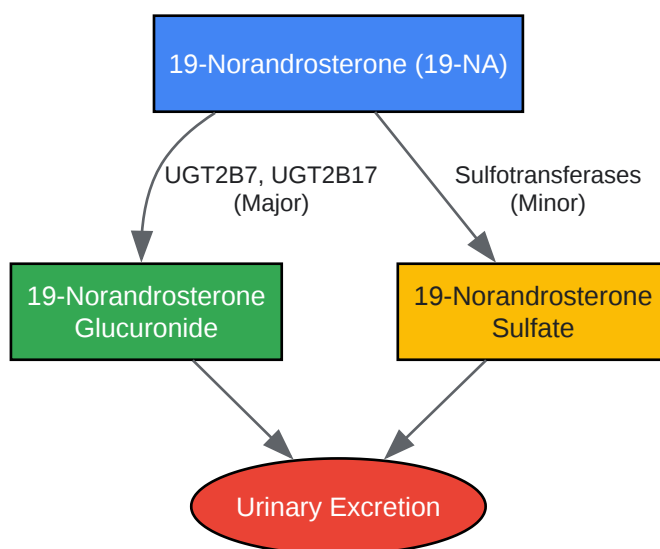 19-Norandrosterone (19-NA)
UGT2B7, UGT2B17
(Major)
Sulfotransferases
(Minor)
19-Norandrosterone
Glucuronide
19-Norandrosterone
Sulfate
Urinary Excretion